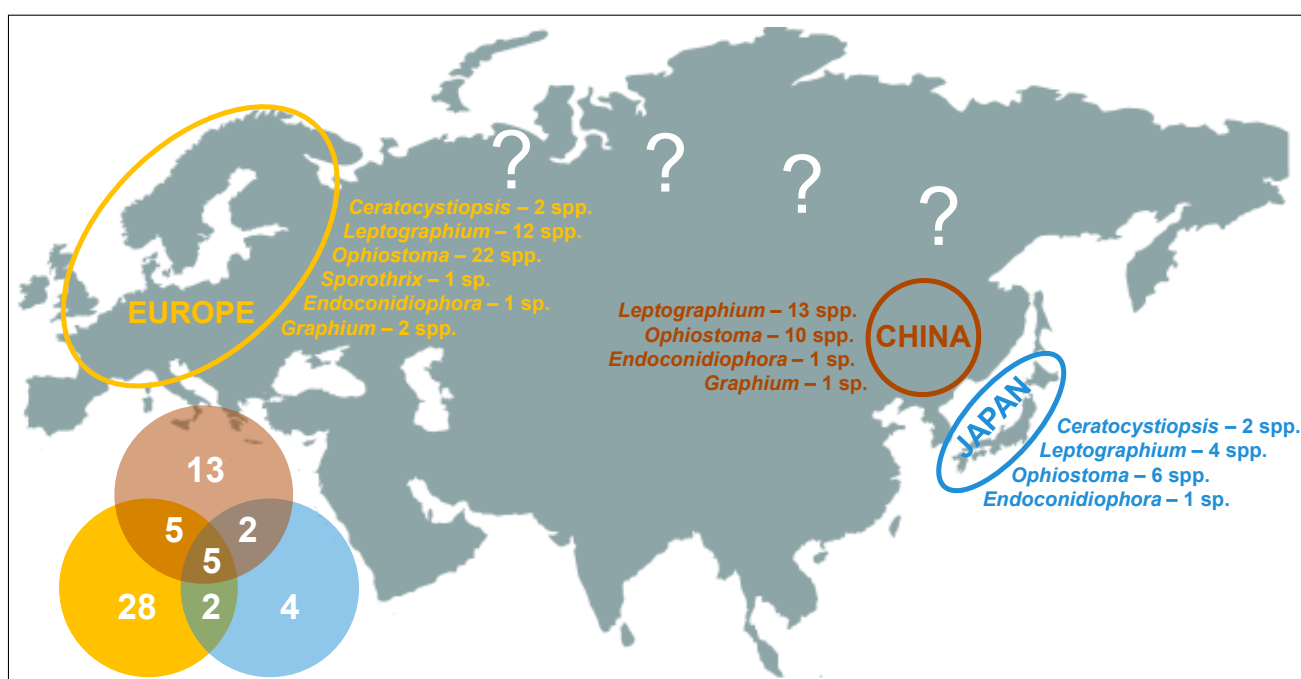 ?
?
?
?
Ceratocystiopsis – 2 spp.
Leptographium – 12 spp.
Ophiostoma – 22 spp.
Sporothrix – 1 sp.
Endoconidiophora – 1 sp.
Graphium – 2 spp.
EUROPE
Leptographium – 13 spp.
Ophiostoma – 10 spp.
Endoconidiophora – 1 sp.
Graphium – 1 sp.
CHINA
JAPAN
Ceratocystiopsis – 2 spp.
Leptographium – 4 spp.
Ophiostoma – 6 spp.
Endoconidiophora – 1 sp.
13
5
2
5
28
2
4